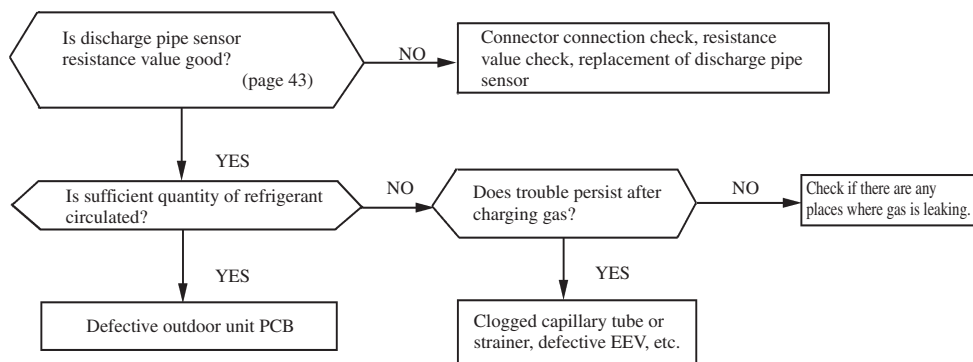 Is discharge pipe sensor
resistance value good?
(page 43)
NO
Connector connection check, resistance
value check, replacement of discharge pipe
sensor
YES
Is sufficient quantity of refrigerant
circulated?
NO
Does trouble persist after
charging gas?
NO
Check if there are any
places where gas is leaking.
YES
Defective outdoor unit PCB
YES
Clogged capillary tube or
strainer, defective EEV, etc.